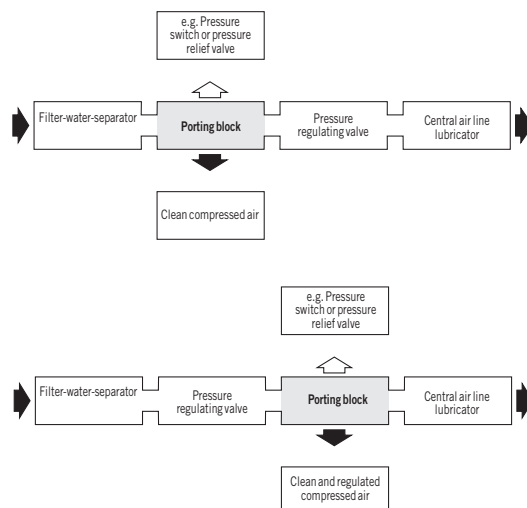 e.g. Pressure
switch or pressure
relief valve
Filter-water-separator
Porting block
Pressure
regulating valve
Central air line
lubricator
Clean compressed air
e.g. Pressure
switch or pressure
relief valve
Filter-water-separator
Pressure
regulating valve
Porting block
Central air line
lubricator
Clean and regulated
compressed air